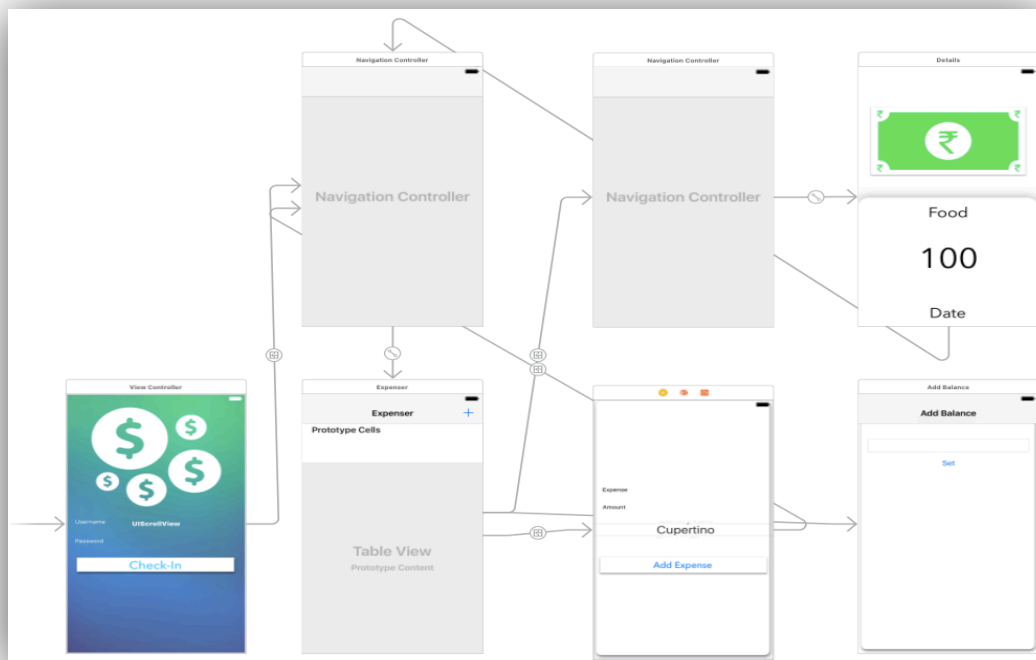 Navigation Controller
Navigation Controller
Navigation Controller
Navigation Controller
Details
₹
₹
₹
₹
₹
Food
100
Date
View Controller
$
$
$
$
$
Username
UIScrollView
Password
Check-In
Expenser
Expenser
+
Prototype Cells
Table View
Prototype Content
Expense
Amount
Cupertino
Add Expense
Add Balance
Add Balance
Set